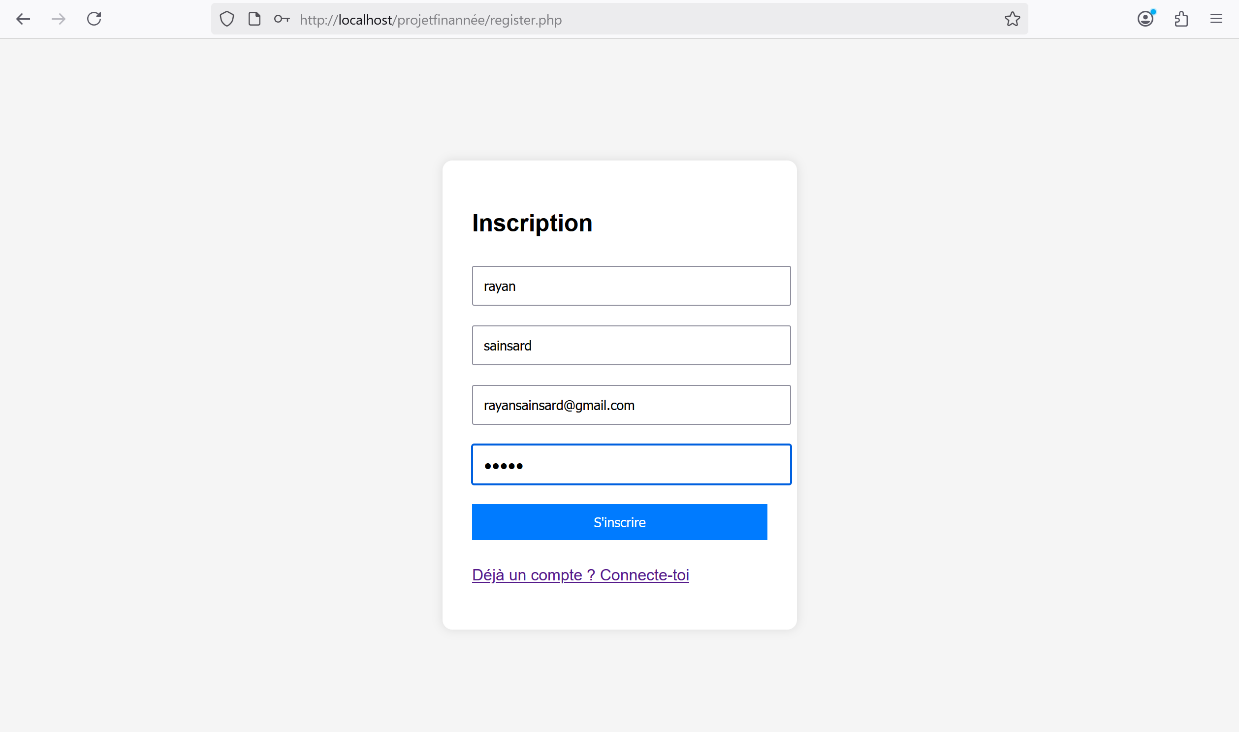 http://localhost/projetfinannée/register.php
Inscription
rayan
sainsard
rayansainsard@gmail.com
●●●●●
S'inscrire
Déjà un compte ? Connecte-toi